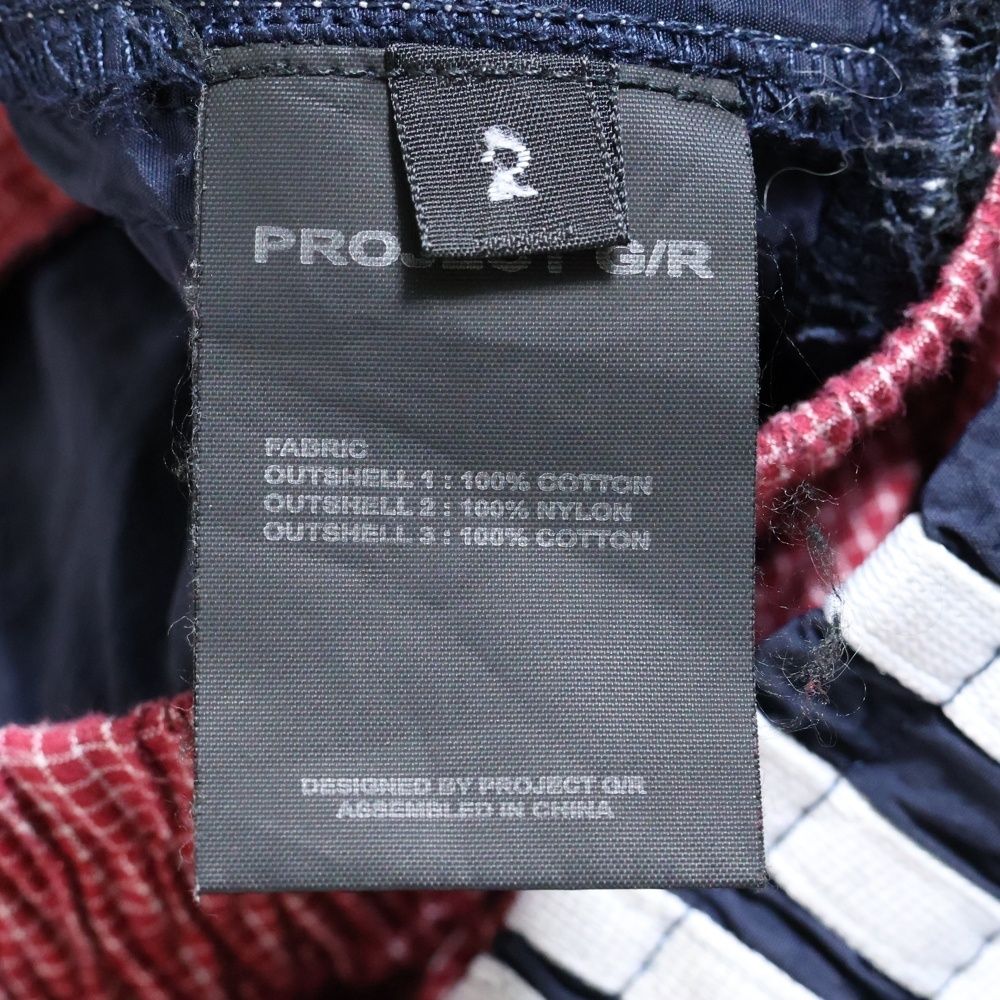 2
PROJECT G/R
FABRIC
OUTSHELL 1 : 100% COTTON
OUTSHELL 2 : 100% NYLON
OUTSHELL 3 : 100% COTTON
DESIGNED BY PROJECT G/R
ASSEMBLED IN CHINA